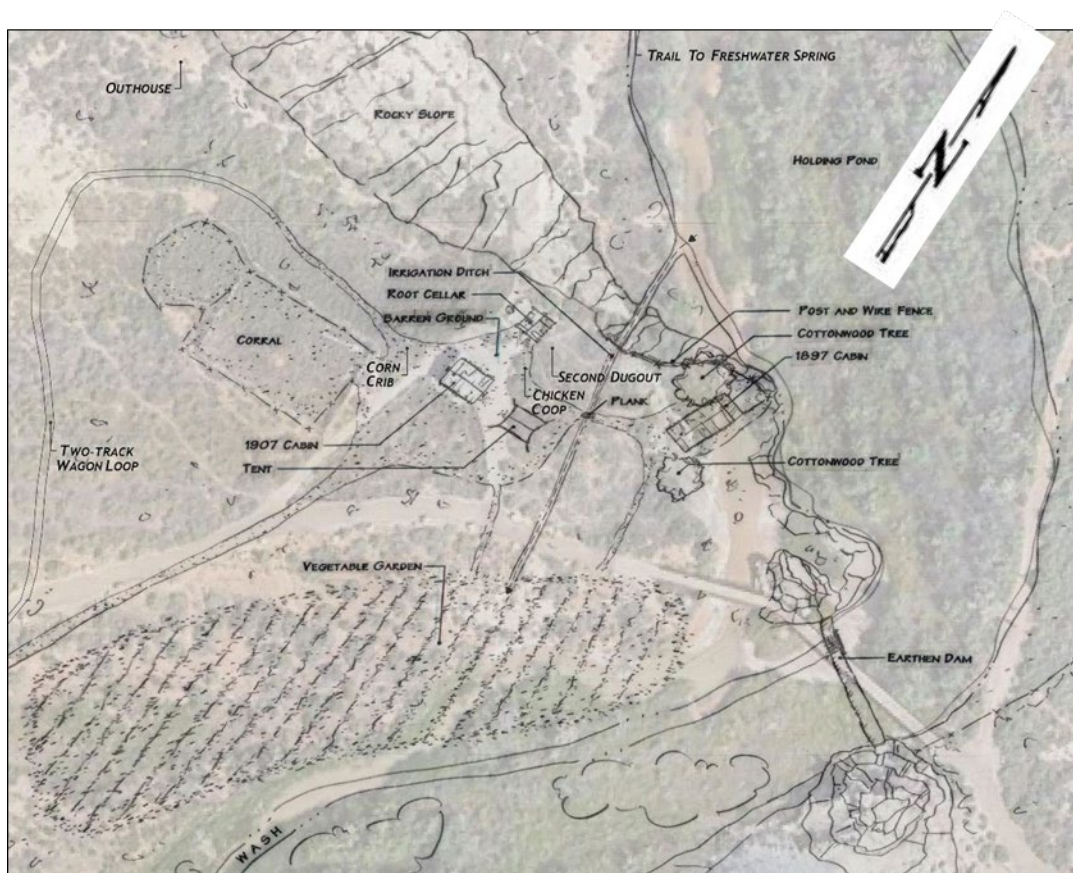 TRAIL TO FRESHWATER SPRING
OUTHOUSE
ROCKY SLOPE
HOLDING POND
N
IRRIGATION DITCH
ROOT CELLAR
BARREN GROUND
POST AND WIRE FENCE
COTTONWOOD TREE
1897 CABIN
CORRAL
CORN
CRIB
SECOND DUGOUT
CHICKEN
COOP
PLANK
1907 CABIN
TENT
TWO-TRACK
WAGON LOOP
COTTONWOOD TREE
VEGETABLE GARDEN
EARTHEN DAM
WASH